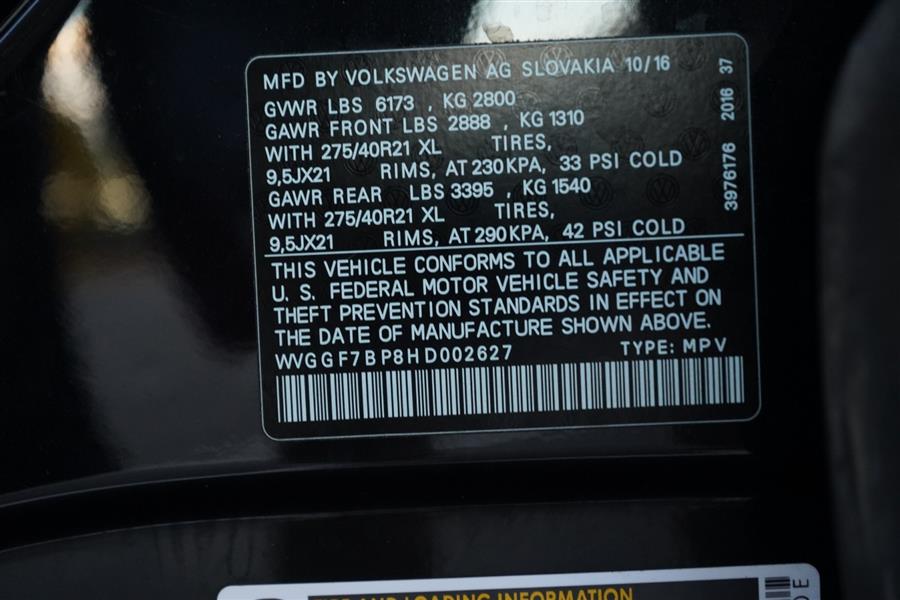 MFD BY VOLKSWAGEN AG SLOVAKIA 10/16
GVWR LBS 6173 , KG 2800
GAWR FRONT LBS 2888 , KG 1310
WITH 275/40R21 XL TIRES,
9,5JX21 RIMS, AT 230KPA, 33 PSI COLD
GAWR REAR LBS 3395 , KG 1540
WITH 275/40R21 XL TIRES,
9,5JX21 RIMS, AT 290KPA, 42 PSI COLD
THIS VEHICLE CONFORMS TO ALL APPLICABLE
U. S. FEDERAL MOTOR VEHICLE SAFETY AND
THEFT PREVENTION STANDARDS IN EFFECT ON
THE DATE OF MANUFACTURE SHOWN ABOVE.
WVGGF7BP8HD002627 TYPE: MPV
3976176 2016 37
AND LOADING INFORMATION